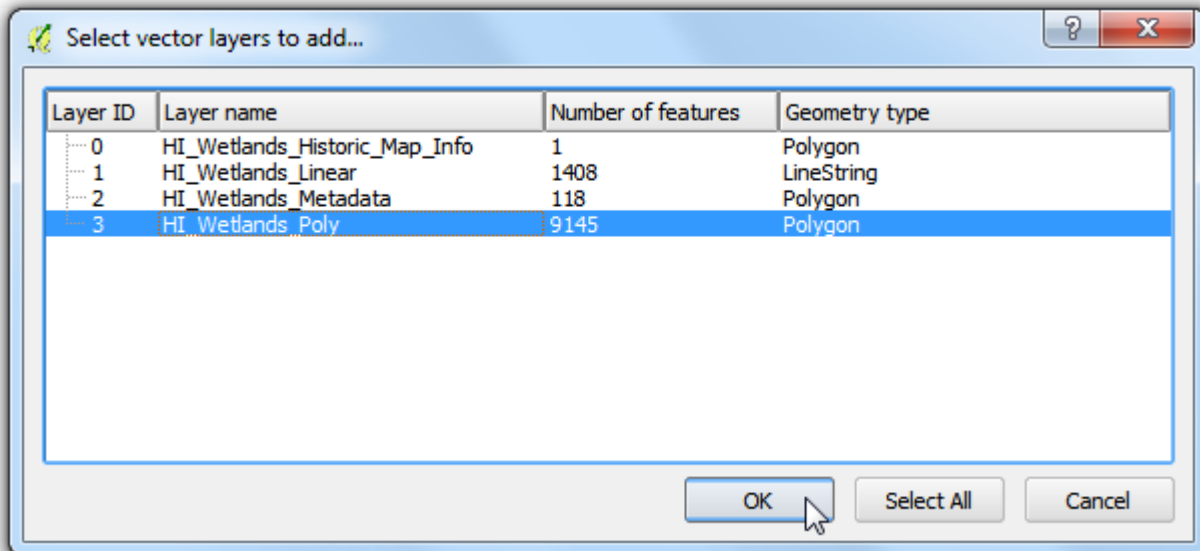 Select vector layers to add...
Layer ID Layer name Number of features Geometry type
0 HI_Wetlands_Historic_Map_Info 1 Polygon
1 HI_Wetlands_Linear 1408 LineString
2 HI_Wetlands_Metadata 118 Polygon
3 HI_Wetlands_Poly 9145 Polygon
OK Select All Cancel